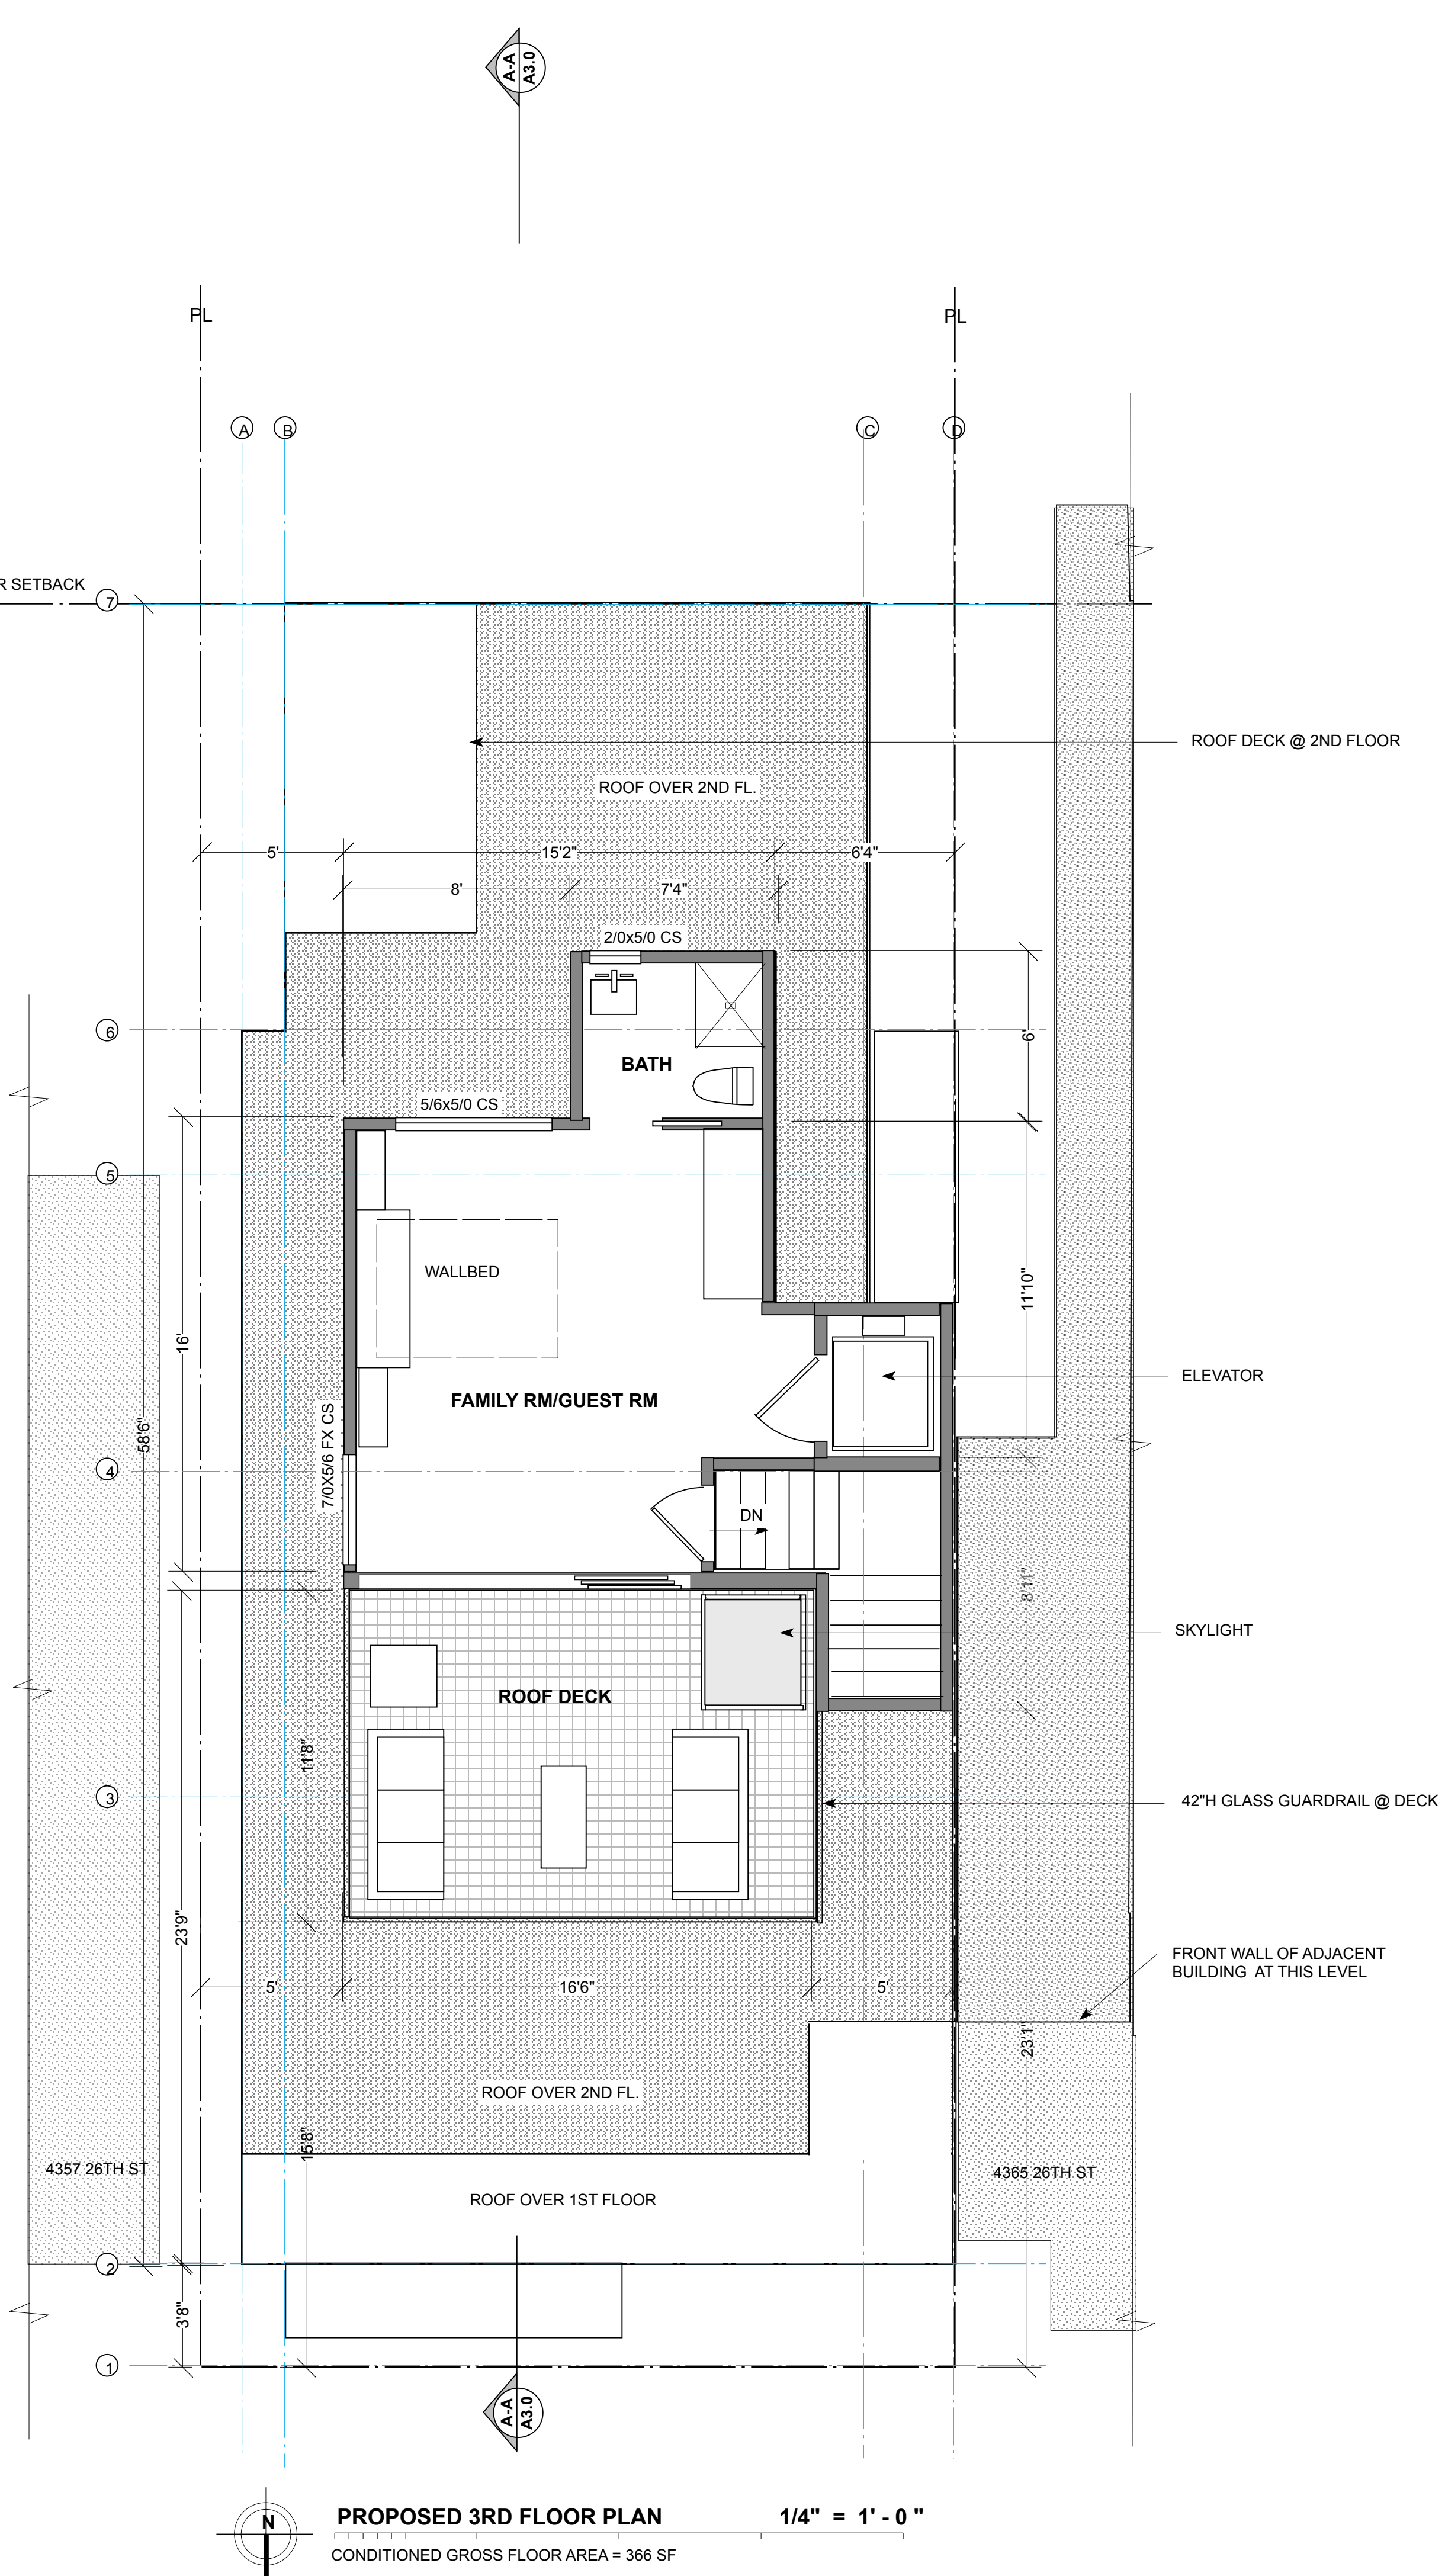 A-A
A3.0
PL
PL
A
B
C
D
R SETBACK
7
ROOF DECK @ 2ND FLOOR
ROOF OVER 2ND FL.
5'
15'2"
6'4"
8'
7'4"
2/0x5/0 CS
6
6'
BATH
5/6x5/0 CS
5
WALLBED
11'10"
16'
ELEVATOR
FAMILY RM/GUEST RM
58'6"
7/0X5/6 FX CS
4
DN
8'11"
SKYLIGHT
ROOF DECK
11'8"
3
42"H GLASS GUARDRAIL @ DECK
23'9"
FRONT WALL OF ADJACENT
BUILDING AT THIS LEVEL
5'
16'6"
5'
23'1"
ROOF OVER 2ND FL.
15'8"
4357 26TH ST
4365 26TH ST
ROOF OVER 1ST FLOOR
2
3'8"
1
A-A
A3.0
N
PROPOSED 3RD FLOOR PLAN 1/4" = 1' - 0 "
CONDITIONED GROSS FLOOR AREA = 366 SF